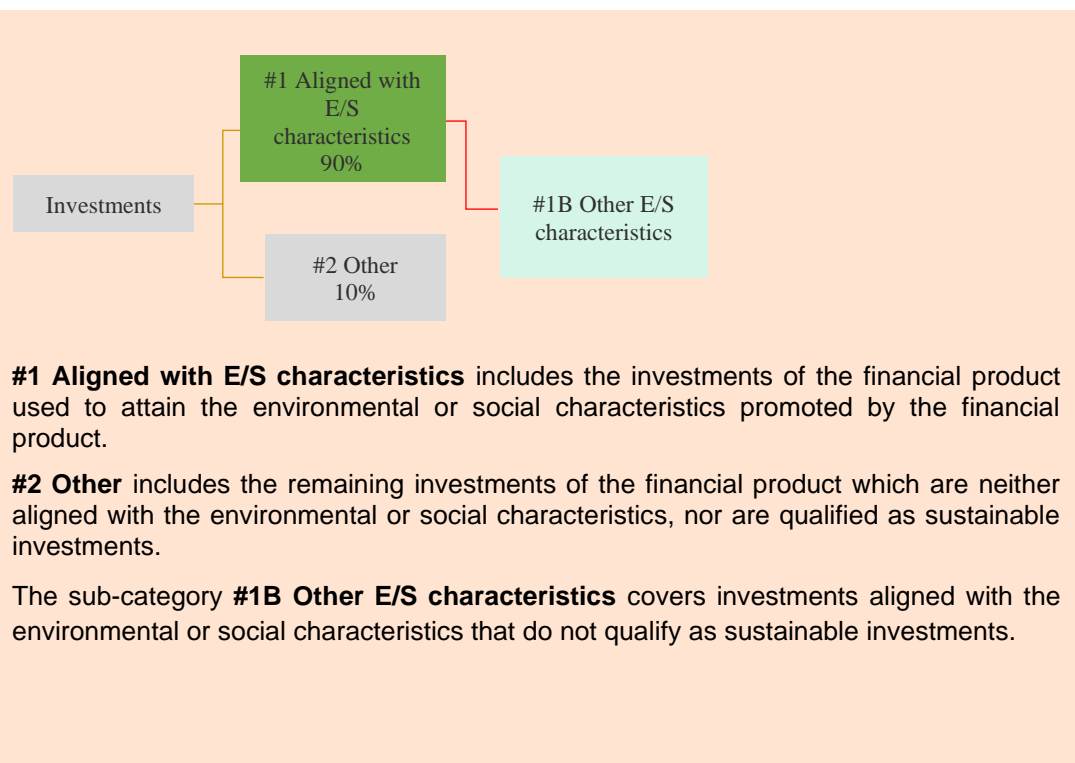 #1 Aligned with
E/S
characteristics
90%
Investments
#1B Other E/S
characteristics
#2 Other
10%
#1 Aligned with E/S characteristics includes the investments of the financial product
used to attain the environmental or social characteristics promoted by the financial
product.
#2 Other includes the remaining investments of the financial product which are neither
aligned with the environmental or social characteristics, nor are qualified as sustainable
investments.
The sub-category #1B Other E/S characteristics covers investments aligned with the
environmental or social characteristics that do not qualify as sustainable investments.